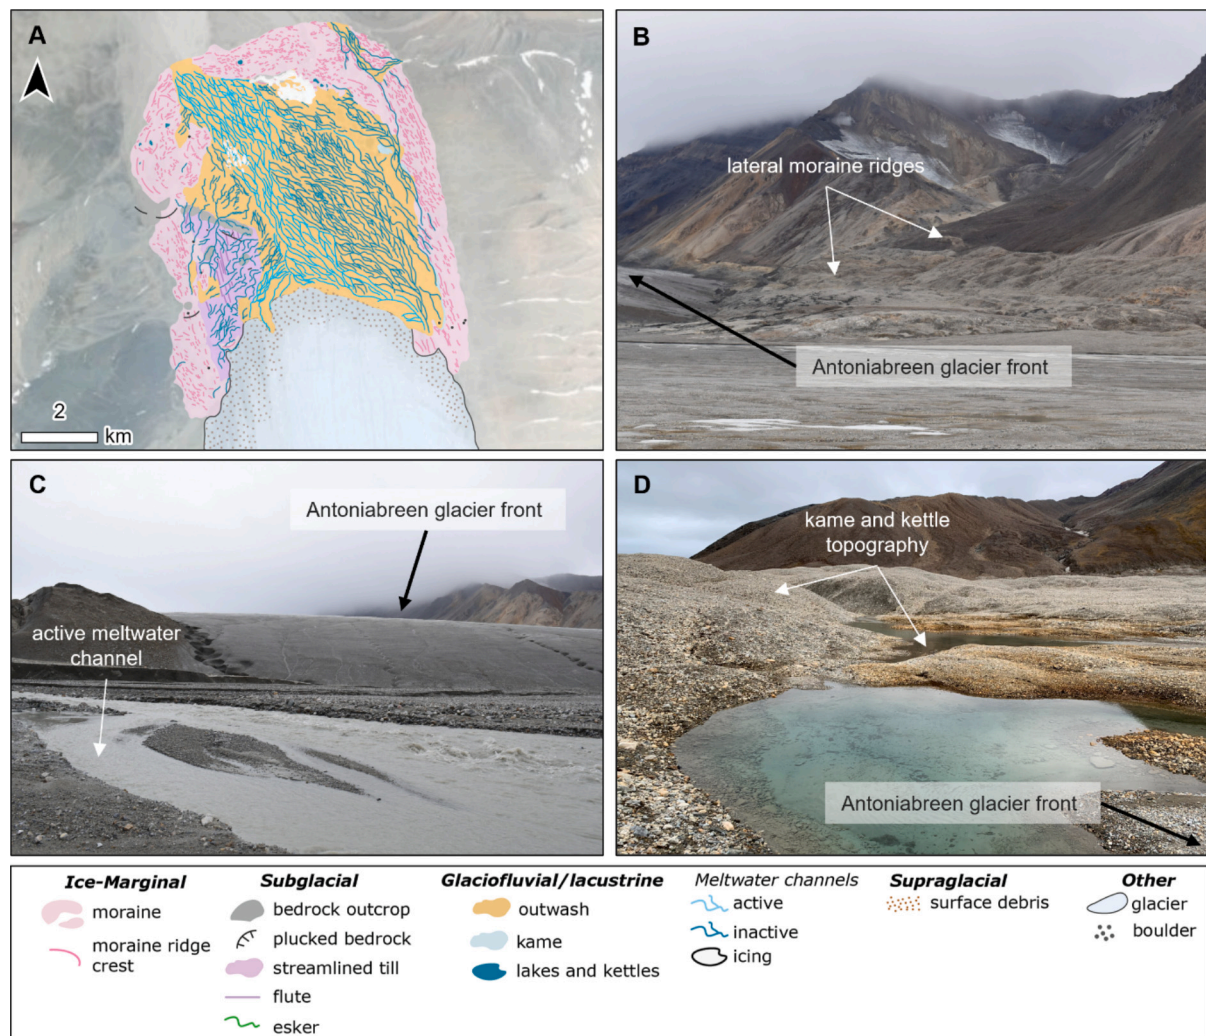 A
2
km
B
lateral moraine ridges
Antoniabreen glacier front
C
Antoniabreen glacier front
active meltwater
channel
D
kame and kettle
topography
Antoniabreen glacier front
Ice-Marginal
moraine
moraine ridge
crest
Subglacial
bedrock outcrop
plucked bedrock
streamlined till
flute
esker
Glaciofluvial/lacustrine
outwash
kame
lakes and kettles
Meltwater channels
active
inactive
icing
Supraglacial
surface debris
Other
glacier
boulder